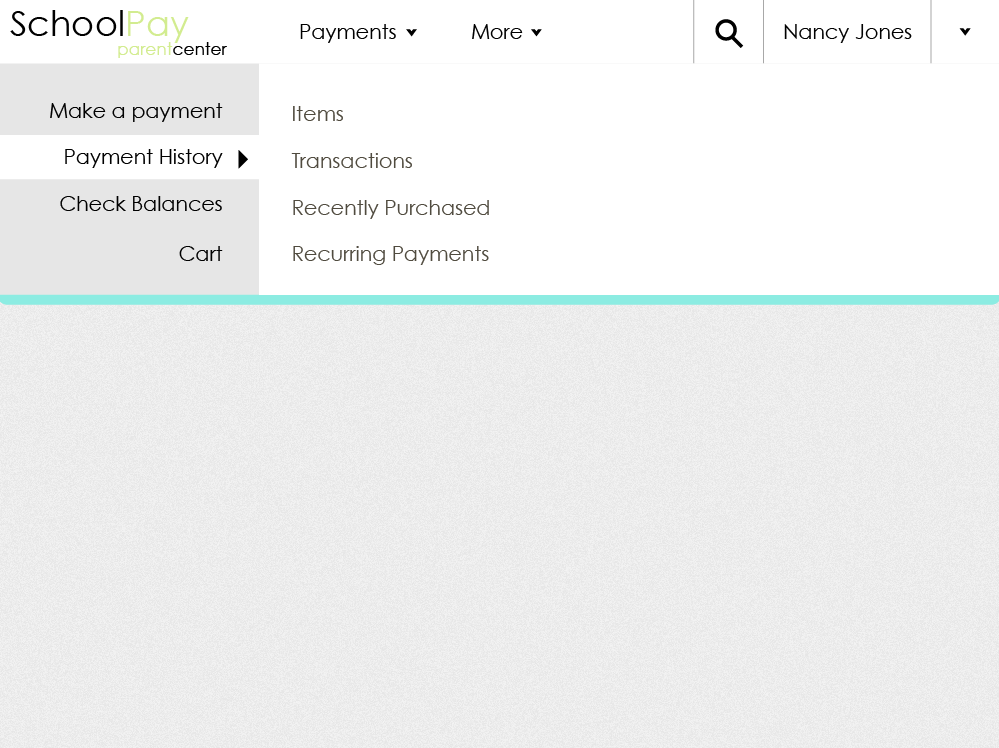 SchoolPay
parentcenter
Payments
More
Nancy Jones
Make a payment
Payment History
Check Balances
Cart
Items
Transactions
Recently Purchased
Recurring Payments